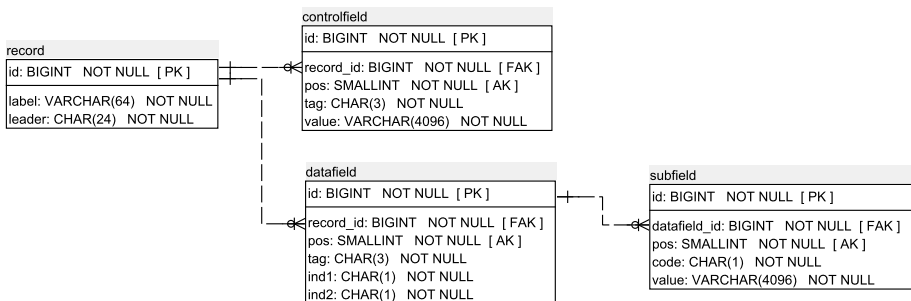 controlfield
id: BIGINT NOT NULL [ PK ]
record_id: BIGINT NOT NULL [ FAK ]
pos: SMALLINT NOT NULL [ AK ]
tag: CHAR(3) NOT NULL
value: VARCHAR(4096) NOT NULL
record
id: BIGINT NOT NULL [ PK ]
label: VARCHAR(64) NOT NULL
leader: CHAR(24) NOT NULL
datafield
id: BIGINT NOT NULL [ PK ]
record_id: BIGINT NOT NULL [ FAK ]
pos: SMALLINT NOT NULL [ AK ]
tag: CHAR(3) NOT NULL
ind1: CHAR(1) NOT NULL
ind2: CHAR(1) NOT NULL
subfield
id: BIGINT NOT NULL [ PK ]
datafield_id: BIGINT NOT NULL [ FAK ]
pos: SMALLINT NOT NULL [ AK ]
code: CHAR(1) NOT NULL
value: VARCHAR(4096) NOT NULL